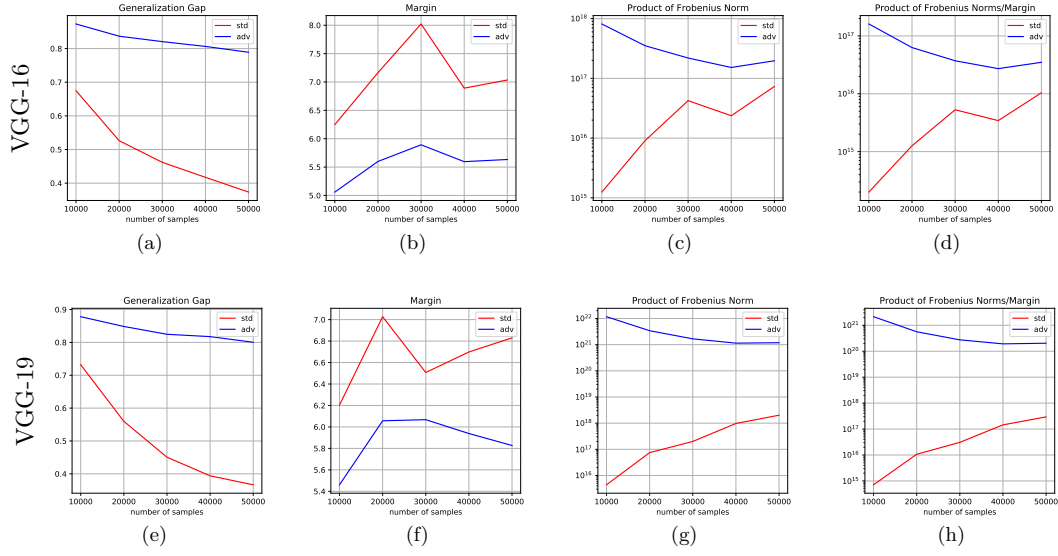 VGG-16
Generalization Gap
std
adv
0.8
0.7
0.6
0.5
0.4
10000 20000 30000 40000 50000
number of samples
(a)
Margin
std
adv
8.0
7.5
7.0
6.5
6.0
5.5
5.0
10000 20000 30000 40000 50000
number of samples
(b)
Product of Frobenius Norm
std
adv
10^18
10^17
10^16
10^15
10000 20000 30000 40000 50000
number of samples
(c)
Product of Frobenius Norms/Margin
std
adv
10^17
10^16
10^15
10000 20000 30000 40000 50000
number of samples
(d)
VGG-19
Generalization Gap
std
adv
0.9
0.8
0.7
0.6
0.5
0.4
10000 20000 30000 40000 50000
number of samples
(e)
Margin
std
adv
7.0
6.8
6.6
6.4
6.2
6.0
5.8
5.6
5.4
10000 20000 30000 40000 50000
number of samples
(f)
Product of Frobenius Norm
std
adv
10^22
10^21
10^20
10^19
10^18
10^17
10^16
10000 20000 30000 40000 50000
number of samples
(g)
Product of Frobenius Norms/Margin
std
adv
10^21
10^20
10^19
10^18
10^17
10^16
10^15
10000 20000 30000 40000 50000
number of samples
(h)